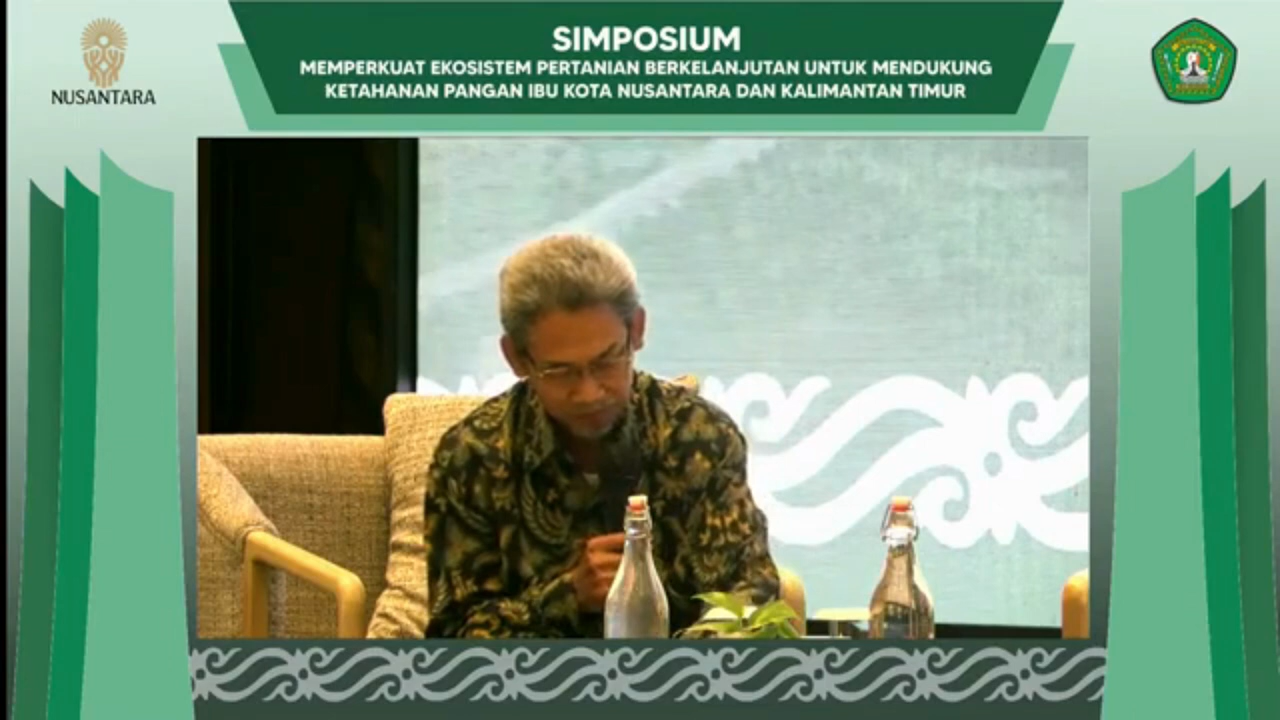 SIMPOSIUM
MEMPERKUAT EKOSISTEM PERTANIAN BERKELANJUTAN UNTUK MENDUKUNG
KETAHANAN PANGAN IBU KOTA NUSANTARA DAN KALIMANTAN TIMUR
NUSANTARA